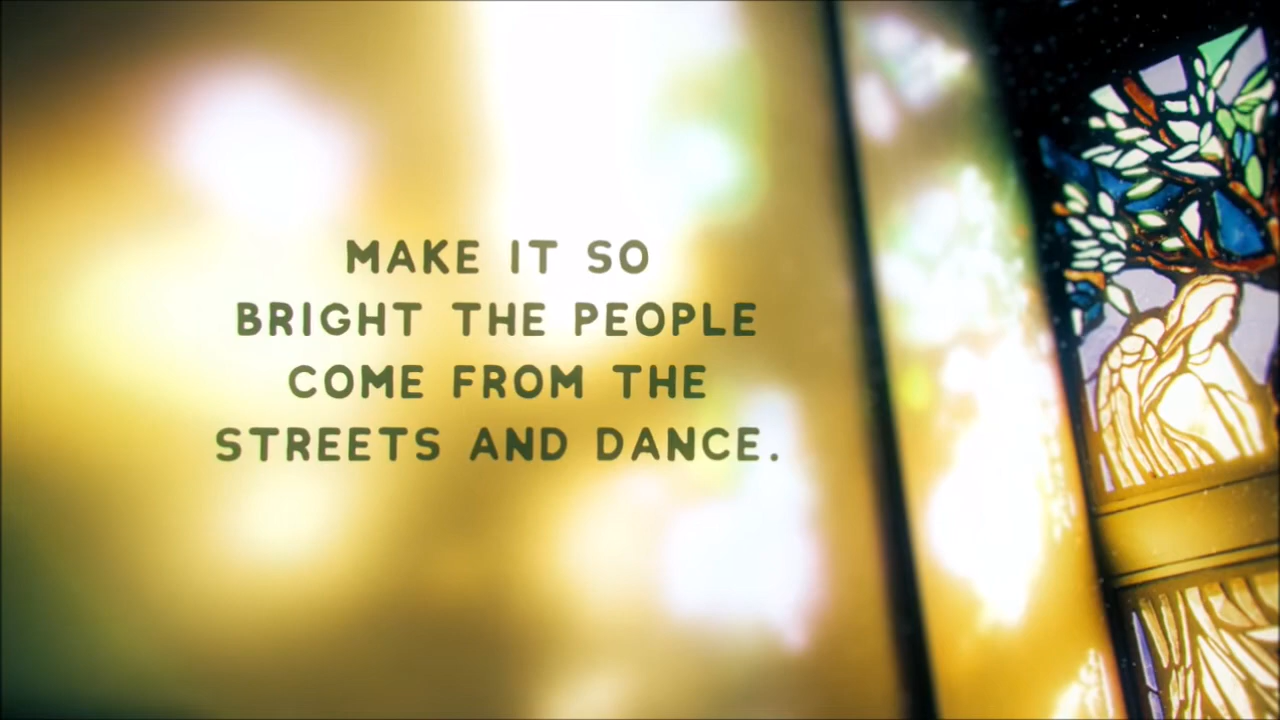 MAKE IT SO
BRIGHT THE PEOPLE
COME FROM THE
STREETS AND DANCE.